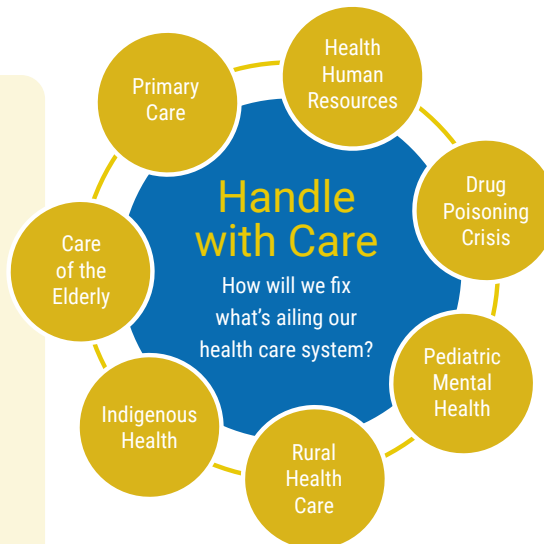 Handle
with Care
How will we fix
what's ailing our
health care system?
Health
Human
Resources
Drug
Poisoning
Crisis
Pediatric
Mental
Health
Rural
Health
Care
Indigenous
Health
Care
of the
Elderly
Primary
Care